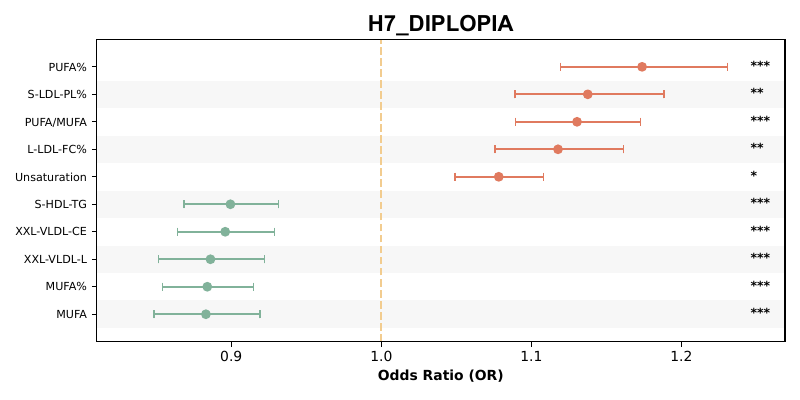 H7_DIPLOPIA
PUFA% ***
S-LDL-PL% **
PUFA/MUFA ***
L-LDL-FC% **
Unsaturation *
S-HDL-TG ***
XXL-VLDL-CE ***
XXL-VLDL-L ***
MUFA% ***
MUFA ***
0.9 1.0 1.1 1.2
Odds Ratio (OR)